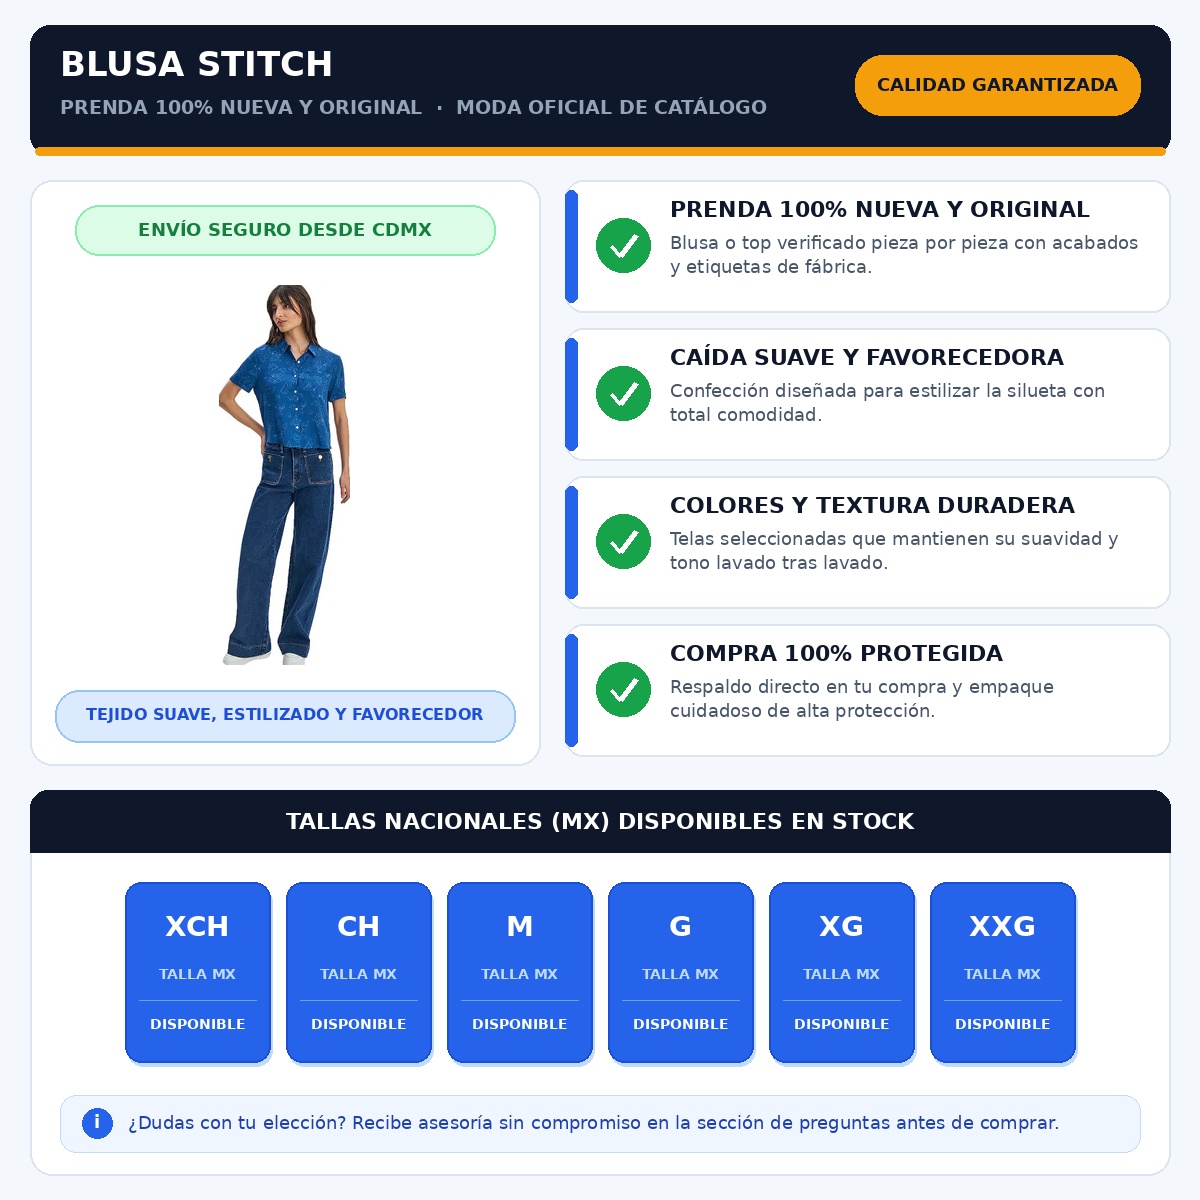 BLUSA STITCH
PRENDA 100% NUEVA Y ORIGINAL · MODA OFICIAL DE CATÁLOGO
CALIDAD GARANTIZADA
ENVÍO SEGURO DESDE CDMX
TEJIDO SUAVE, ESTILIZADO Y FAVORECEDOR
PRENDA 100% NUEVA Y ORIGINAL
Blusa o top verificado pieza por pieza con acabados
y etiquetas de fábrica.
CAÍDA SUAVE Y FAVORECEDORA
Confección diseñada para estilizar la silueta con
total comodidad.
COLORES Y TEXTURA DURADERA
Telas seleccionadas que mantienen su suavidad y
tono lavado tras lavado.
COMPRA 100% PROTEGIDA
Respaldo directo en tu compra y empaque
cuidadoso de alta protección.
TALLAS NACIONALES (MX) DISPONIBLES EN STOCK
XCH
TALLA MX
DISPONIBLE
CH
TALLA MX
DISPONIBLE
M
TALLA MX
DISPONIBLE
G
TALLA MX
DISPONIBLE
XG
TALLA MX
DISPONIBLE
XXG
TALLA MX
DISPONIBLE
i
¿Dudas con tu elección? Recibe asesoría sin compromiso en la sección de preguntas antes de comprar.